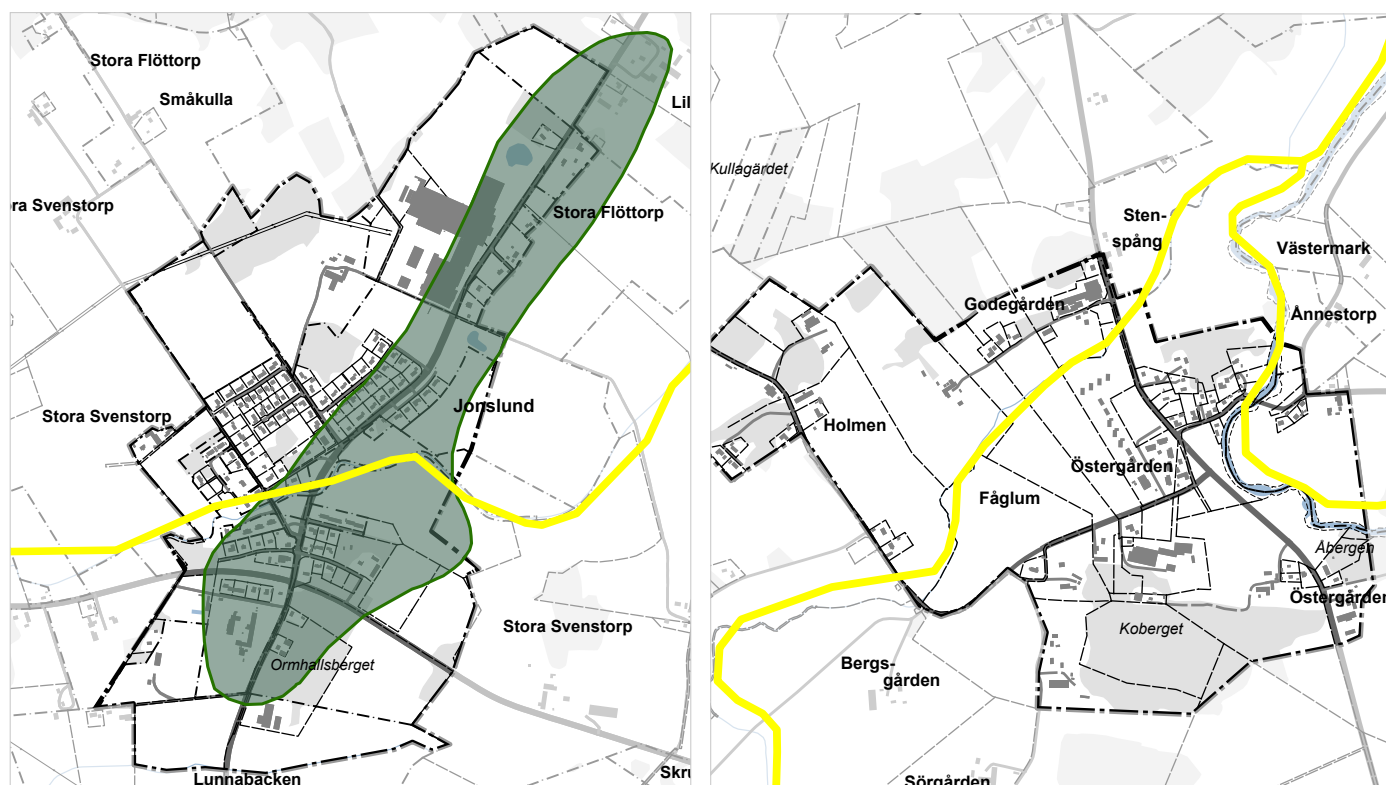 Stora Flöttorp
Småkulla
Lil
ra Svenstorp
Stora Flöttorp
Stora Svenstorp
Jonslund
Stora Svenstorp
Ormhallsberget
Lunnabacken
Skru
Kullagärdet
Sten-
spång
Västermark
Godegården
Ånnestorp
Holmen
Östergården
Fåglum
Åbergen
Östergården
Koberget
Bergs-
gården
Sörgården